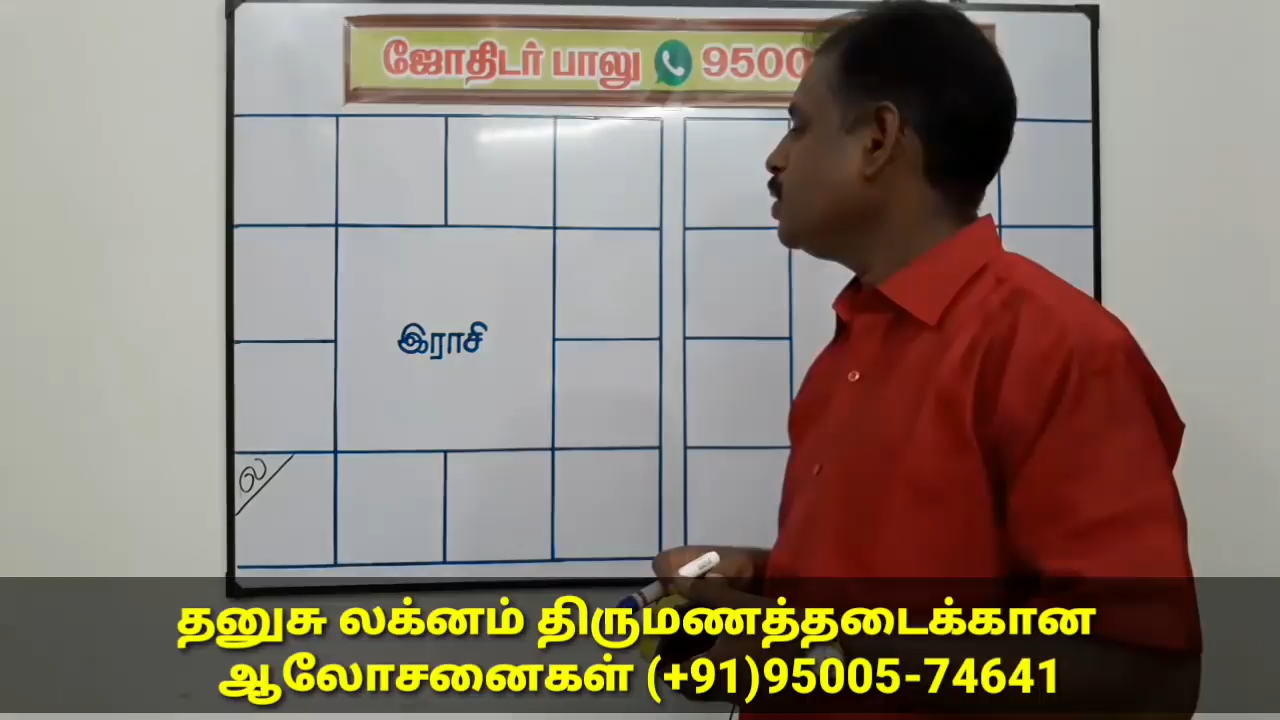 ஜோதிடர் பாலு 9500
இராசி
ல
தனுசு லக்னம் திருமணத்தடைக்கான
ஆலோசனைகள் (+91)95005-74641